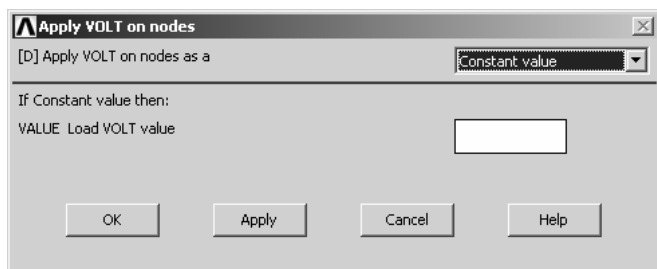 Apply VOLT on nodes
[D] Apply VOLT on nodes as a
Constant value
If Constant value then:
VALUE Load VOLT value
OK
Apply
Cancel
Help